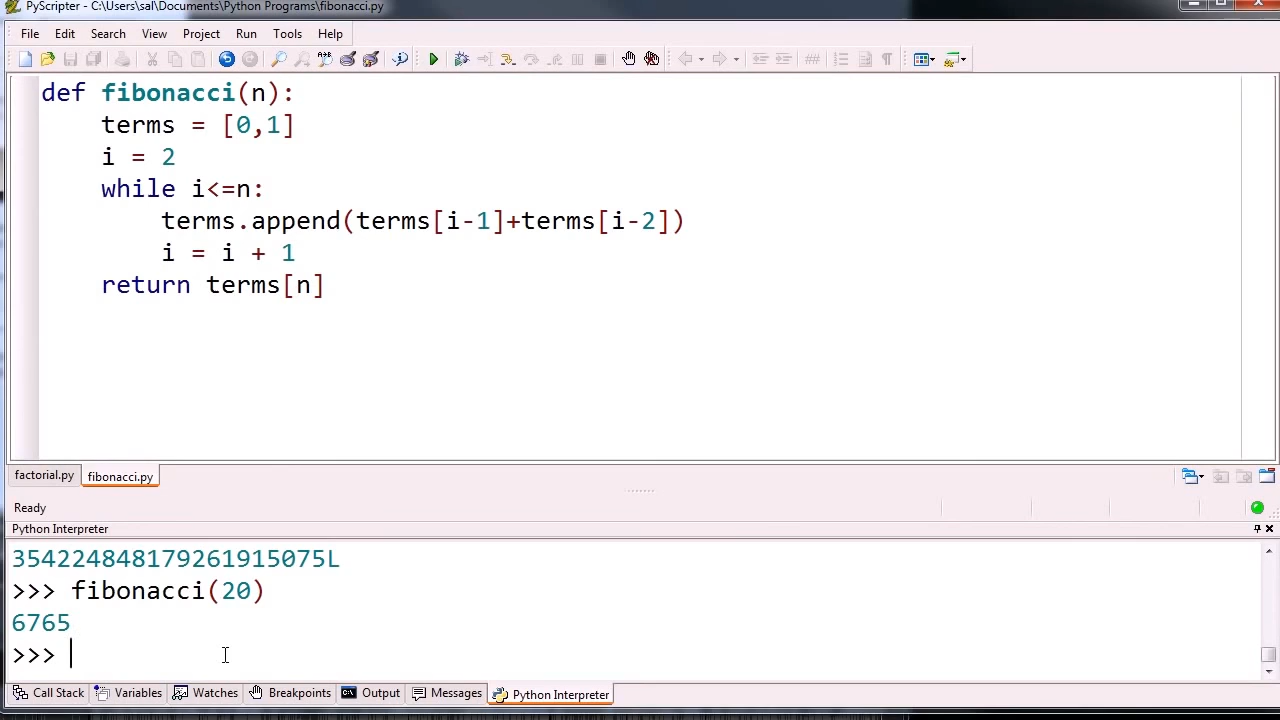 PyScripter - C:\Users\sal\Documents\Python Programs\fibonacci.py
File Edit Search View Project Run Tools Help
def fibonacci(n):
    terms = [0,1]
    i = 2
    while i<=n:
        terms.append(terms[i-1]+terms[i-2])
        i = i + 1
    return terms[n]
factorial.py fibonacci.py
Ready
Python Interpreter
354224848179261915075L
>>> fibonacci(20)
6765
>>>
Call Stack Variables Watches Breakpoints Output Messages Python Interpreter